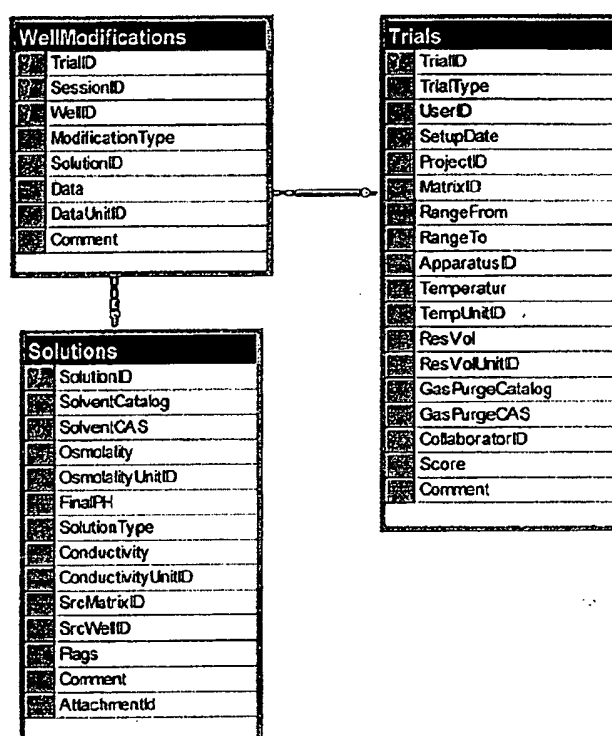 WellModifications
TrialID
SessionID
WellID
ModificationType
SolutionID
Data
DataUnitID
Comment
Trials
TrialID
TrialType
UserID
SetupDate
ProjectID
MatrixID
RangeFrom
RangeTo
ApparatusID
Temperatur
TempUnitID
ResVol
ResVolUnitID
GasPurgeCatalog
GasPurgeCAS
CollaboratorID
Score
Comment
Solutions
SolutionID
SolventCatalog
SolventCAS
Osmolality
OsmolalityUnitID
FinalPH
SolutionType
Conductivity
ConductivityUnitID
SrcMatrixID
SrcWellID
Flags
Comment
AttachmentId